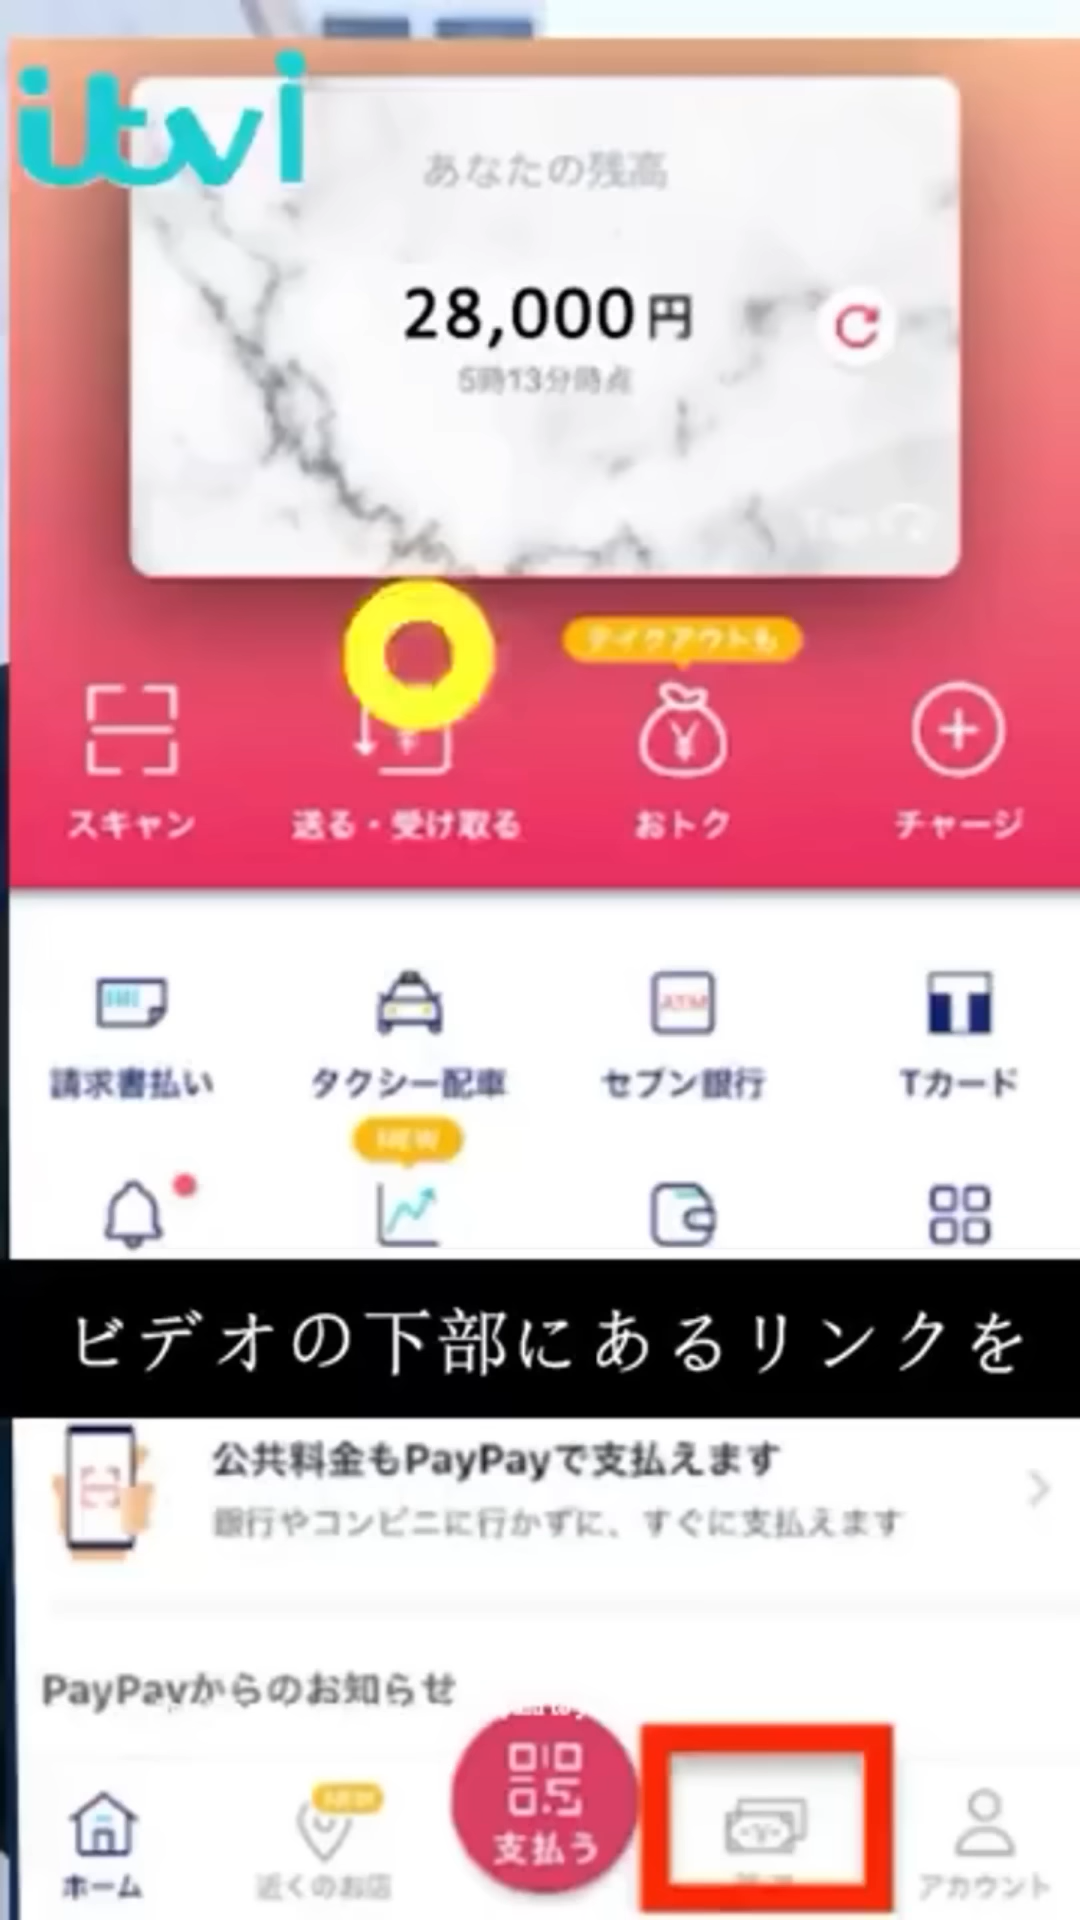 itvi
あなたの残高
28,000円
5時13分時点
テイクアウトも
スキャン
送る・受け取る
おトク
チャージ
ATM
請求書払い
タクシー配車
セブン銀行
Tカード
NEW
ビデオの下部にあるリンクを
公共料金もPayPayで支払えます
銀行やコンビニに行かずに、すぐに支払えます
PayPayからのお知らせ
NEW
支払う
ホーム
近くのお店
アカウント